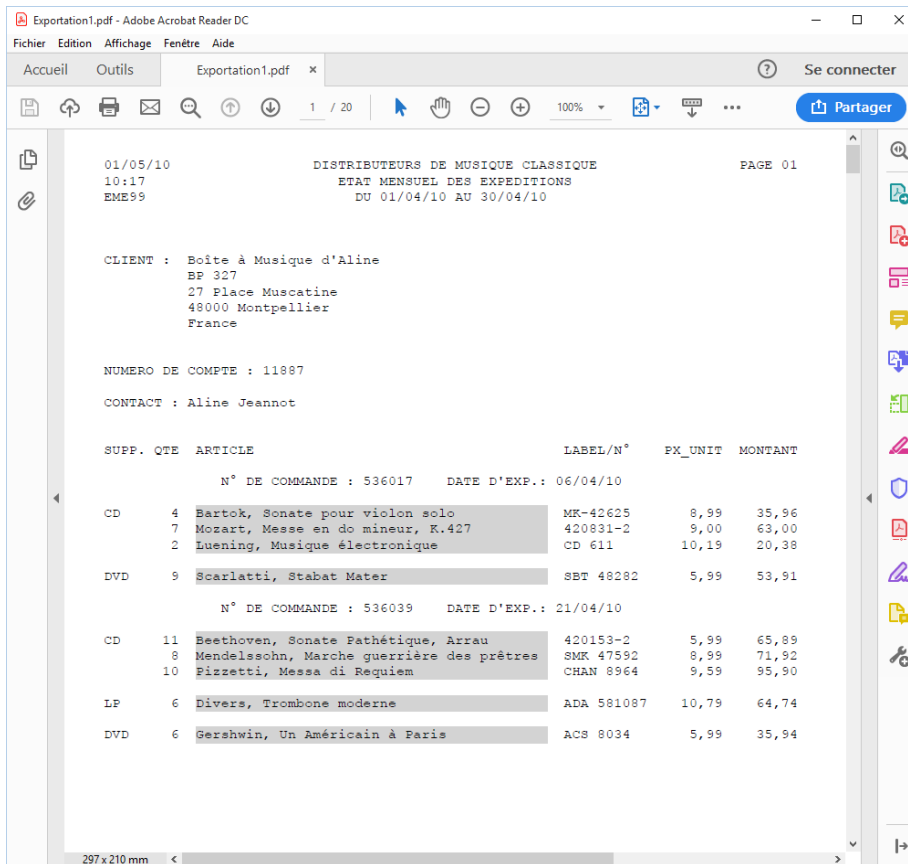 Exportation1.pdf - Adobe Acrobat Reader DC
Fichier Edition Affichage Fenêtre Aide
Accueil Outils Exportation1.pdf × Se connecter
1 / 20 100% Partager
01/05/10 DISTRIBUTEURS DE MUSIQUE CLASSIQUE PAGE 01
10:17 ETAT MENSUEL DES EXPEDITIONS
EME99 DU 01/04/10 AU 30/04/10
CLIENT : Boîte à Musique d'Aline
BP 327
27 Place Muscatine
48000 Montpellier
France
NUMERO DE COMPTE : 11887
CONTACT : Aline Jeannot
SUPP. QTE ARTICLE LABEL/N° PX_UNIT MONTANT
N° DE COMMANDE : 536017 DATE D'EXP.: 06/04/10
CD 4 Bartok, Sonate pour violon solo MK-42625 8,99 35,96
7 Mozart, Messe en do mineur, K.427 420831-2 9,00 63,00
2 Luening, Musique électronique CD 611 10,19 20,38
DVD 9 Scarlatti, Stabat Mater SBT 48282 5,99 53,91
N° DE COMMANDE : 536039 DATE D'EXP.: 21/04/10
CD 11 Beethoven, Sonate Pathétique, Arrau 420153-2 5,99 65,89
8 Mendelssohn, Marche guerrière des prêtres SMK 47592 8,99 71,92
10 Pizzetti, Messa di Requiem CHAN 8964 9,59 95,90
LP 6 Divers, Trombone moderne ADA 581087 10,79 64,74
DVD 6 Gershwin, Un Américain à Paris ACS 8034 5,99 35,94
297 x 210 mm